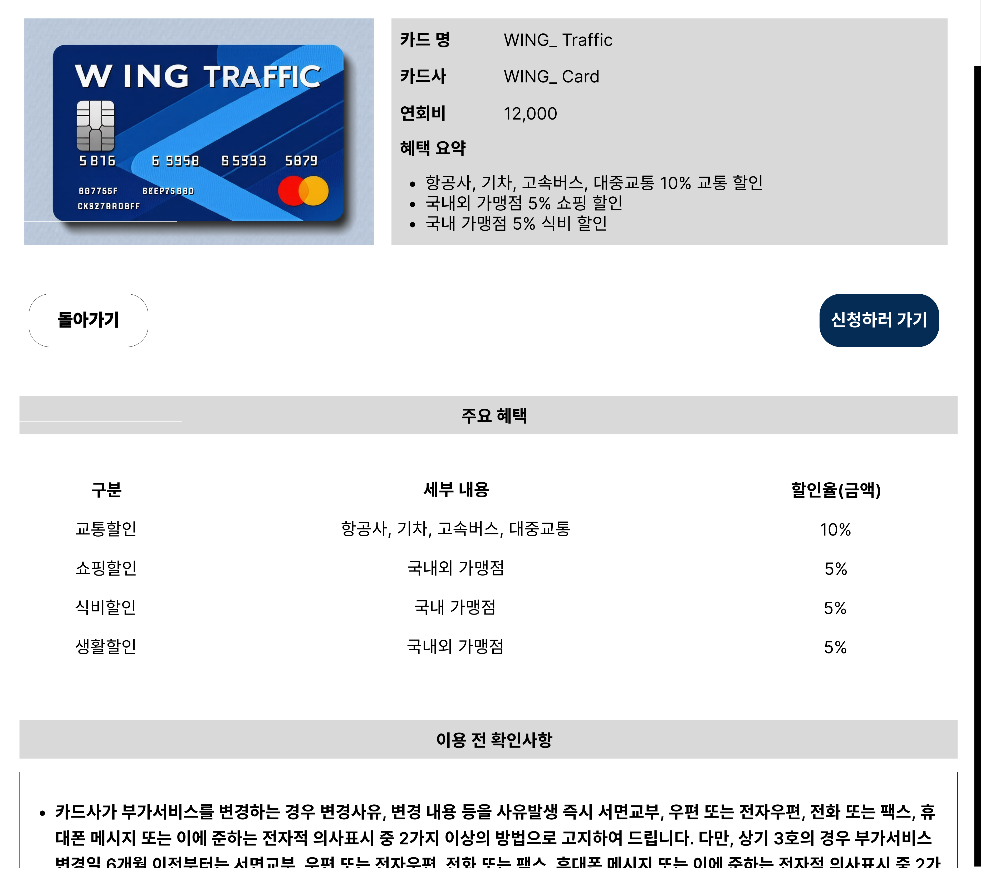 W ING TRAFFIC
5816 6 9958 65993 5879
887765F 6EEP75B8D
CX927ARDBFF
카드 명 WING_ Traffic
카드사 WING_ Card
연회비 12,000
혜택 요약
• 항공사, 기차, 고속버스, 대중교통 10% 교통 할인
• 국내외 가맹점 5% 쇼핑 할인
• 국내 가맹점 5% 식비 할인
돌아가기 신청하러 가기
주요 혜택
구분 세부 내용 할인율(금액)
교통할인 항공사, 기차, 고속버스, 대중교통 10%
쇼핑할인 국내외 가맹점 5%
식비할인 국내 가맹점 5%
생활할인 국내외 가맹점 5%
이용 전 확인사항
• 카드사가 부가서비스를 변경하는 경우 변경사유, 변경 내용 등을 사유발생 즉시 서면교부, 우편 또는 전자우편, 전화 또는 팩스, 휴
대폰 메시지 또는 이에 준하는 전자적 의사표시 중 2가지 이상의 방법으로 고지하여 드립니다. 다만, 상기 3호의 경우 부가서비스
변경일 6개월 이전부터는 서면교부, 우편 또는 전자우편, 전화 또는 팩스, 휴대폰 메시지 또는 이에 준하는 전자적 의사표시 중 2가